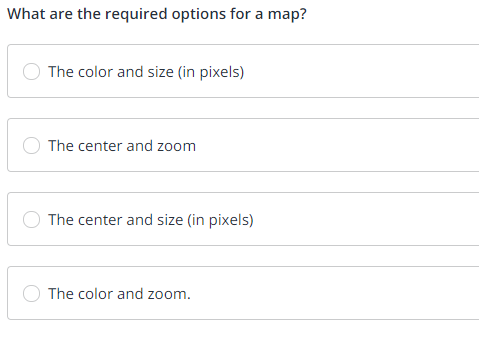 What are the required options for a map?
The color and size (in pixels)
The center and zoom
The center and size (in pixels)
The color and zoom.